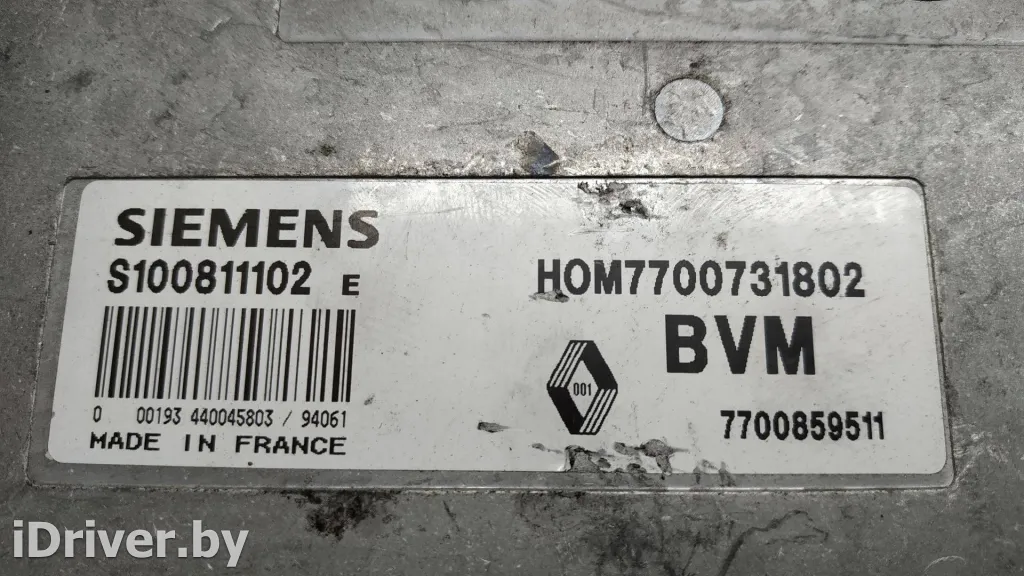 SIEMENS
S100811102 E
0 00193 440045803 / 94061
MADE IN FRANCE
HOM7700731802
BVM
001
7700859511
iDriver.by